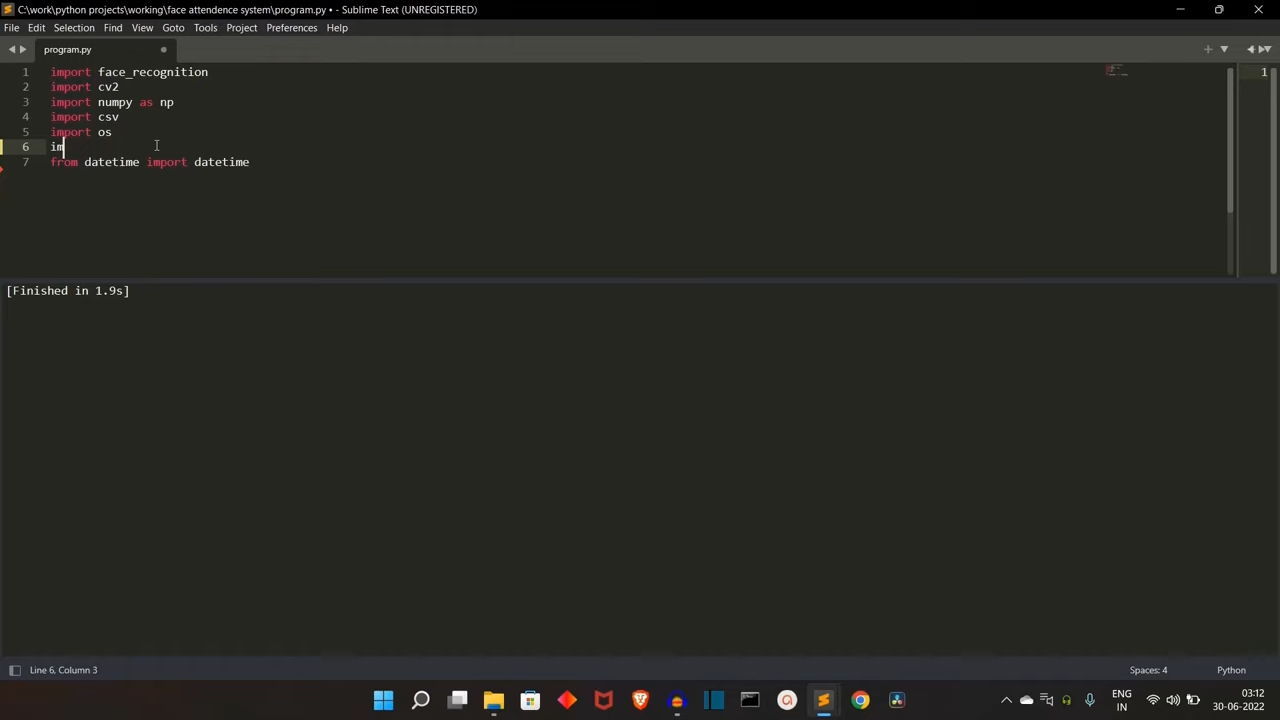 C:\work\python projects\working\face attendence system\program.py • - Sublime Text (UNREGISTERED)
File Edit Selection Find View Goto Tools Project Preferences Help
program.py
1 import face_recognition
2 import cv2
3 import numpy as np
4 import csv
5 import os
6 im
7 from datetime import datetime
1
[Finished in 1.9s]
Line 6, Column 3
Spaces: 4
Python
ENG
IN
03:12
30-06-2022